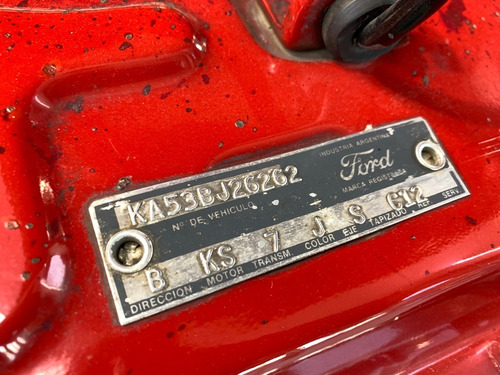 INDUSTRIA ARGENTINA
KA53BJ26262 Ford
Nº DE VEHICULO MARCA REGISTRADA
B KS 7 J S G12
DIRECCION MOTOR TRANSM. COLOR EJE TAPIZADO REF SERV.